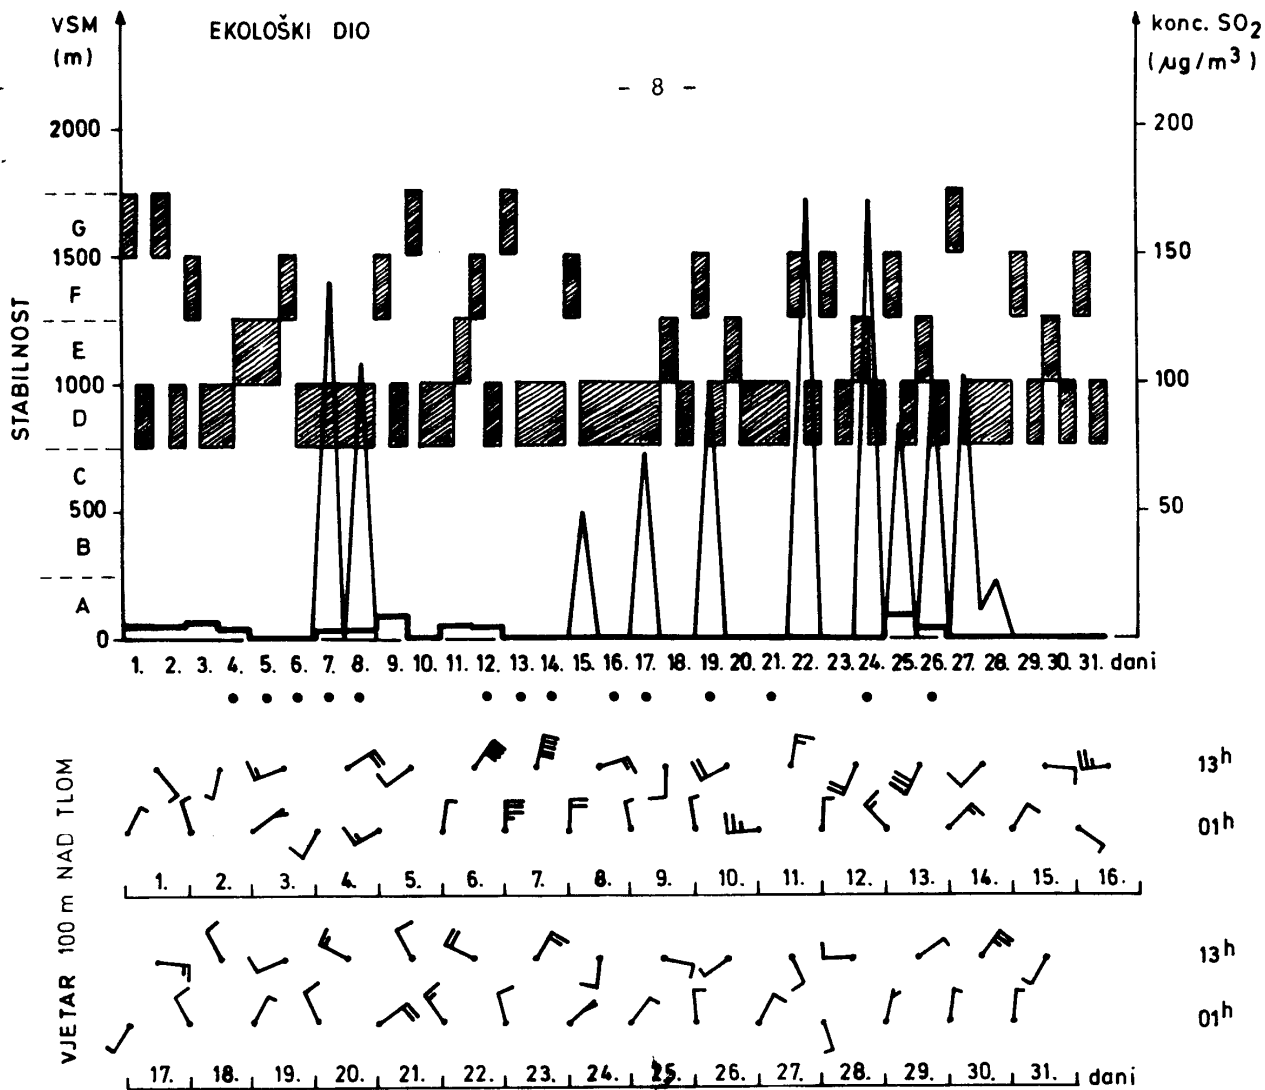 VSM
(m)
EKOLOŠKI DIO
konc. SO2
(µg/m3)
- 8 -
2000
200
G
1500
150
F
E
1000
100
D
C
500
50
B
A
0
STABILNOST
1. 2. 3. 4. 5. 6. 7. 8. 9. 10. 11. 12. 13. 14. 15. 16. 17. 18. 19. 20. 21. 22. 23. 24. 25. 26. 27. 28. 29. 30. 31. dani
VJETAR 100 m NAD TLOM
13h
01h
1. 2. 3. 4. 5. 6. 7. 8. 9. 10. 11. 12. 13. 14. 15. 16.
13h
01h
17. 18. 19. 20. 21. 22. 23. 24. 25. 26. 27. 28. 29. 30. 31. dani